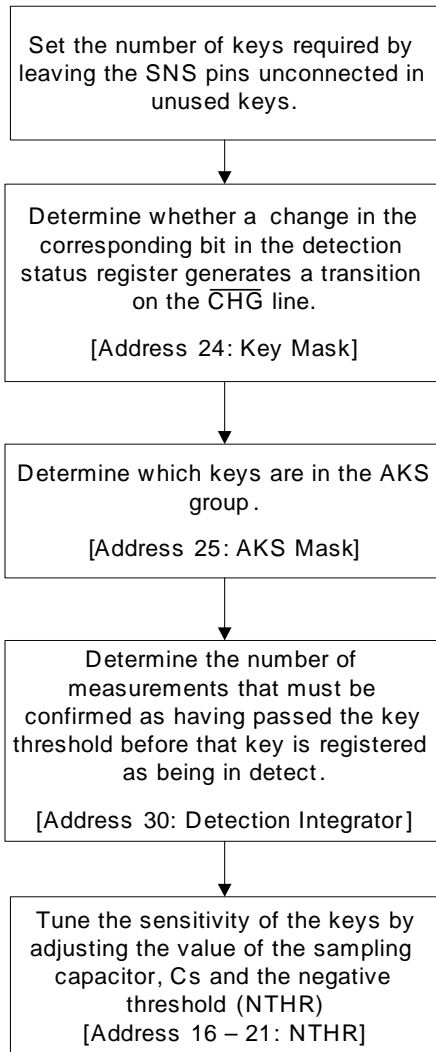 Set the number of keys required by
leaving the SNS pins unconnected in
unused keys.
Determine whether a change in the
corresponding bit in the detection
status register generates a transition
on the CHG line.
[Address 24: Key Mask]
Determine which keys are in the AKS
group.
[Address 25: AKS Mask]
Determine the number of
measurements that must be
confirmed as having passed the key
threshold before that key is registered
as being in detect.
[Address 30: Detection Integrator]
Tune the sensitivity of the keys by
adjusting the value of the sampling
capacitor, Cs and the negative
threshold (NTHR)
[Address 16 – 21: NTHR]